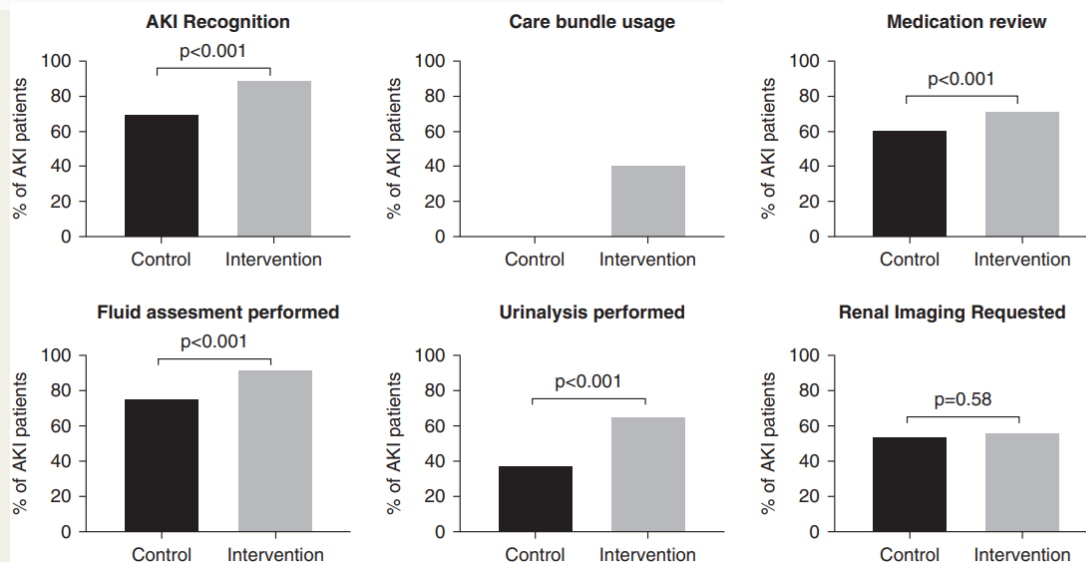 AKI Recognition
p<0.001
100
80
60
40
20
0
% of AKI patients
Control Intervention
Care bundle usage
100
80
60
40
20
0
% of AKI patients
Control Intervention
Medication review
p<0.001
100
80
60
40
20
0
% of AKI patients
Control Intervention
Fluid assesment performed
p<0.001
100
80
60
40
20
0
% of AKI patients
Control Intervention
Urinalysis performed
p<0.001
100
80
60
40
20
0
% of AKI patients
Control Intervention
Renal Imaging Requested
p=0.58
100
80
60
40
20
0
% of AKI patients
Control Intervention